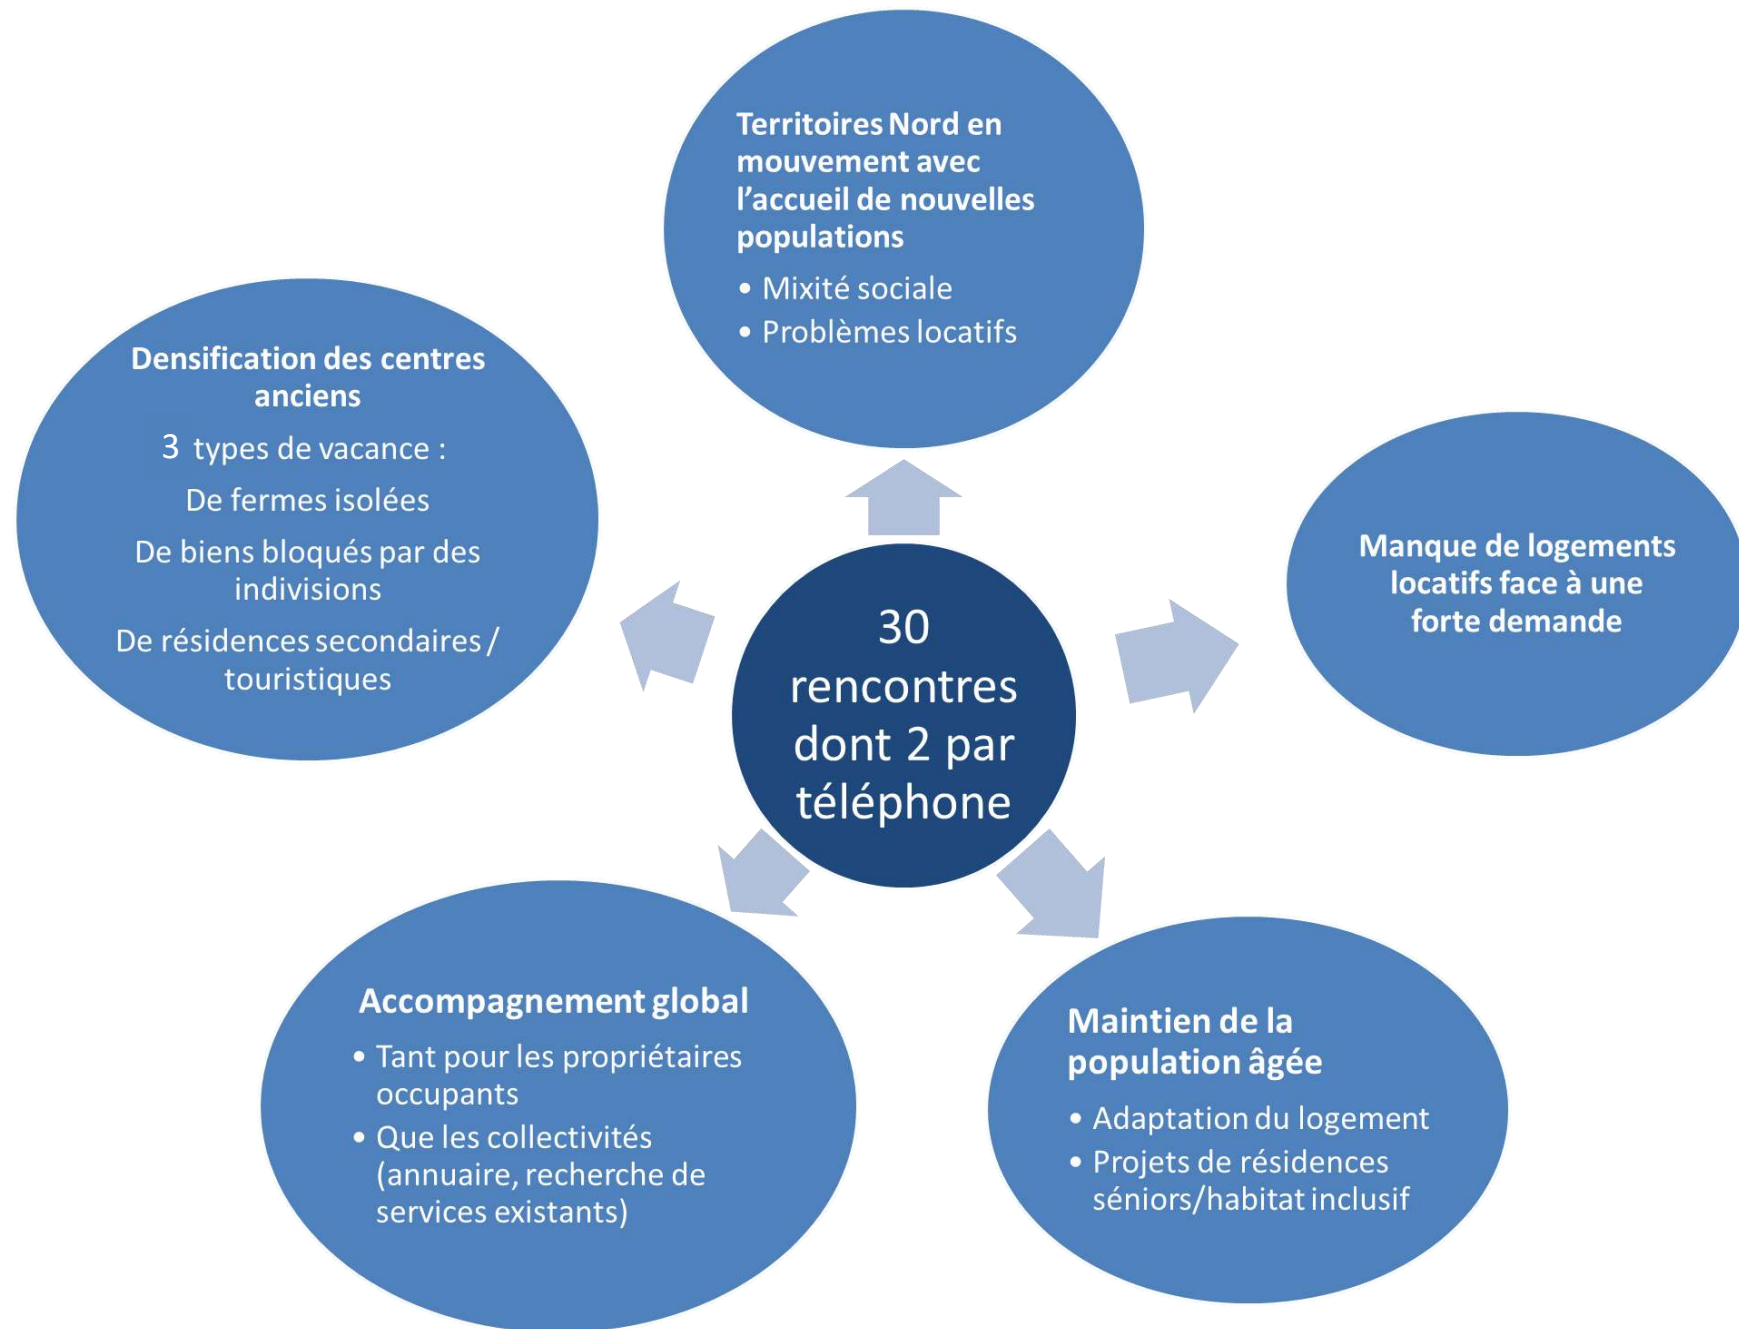 Territoires Nord en
mouvement avec
l’accueil de nouvelles
populations
• Mixité sociale
• Problèmes locatifs
Densification des centres
anciens
3 types de vacance :
De fermes isolées
De biens bloqués par des
indivisions
De résidences secondaires /
touristiques
Manque de logements
locatifs face à une
forte demande
30
rencontres
dont 2 par
téléphone
Accompagnement global
• Tant pour les propriétaires
occupants
• Que les collectivités
(annuaire, recherche de
services existants)
Maintien de la
population âgée
• Adaptation du logement
• Projets de résidences
séniors/habitat inclusif